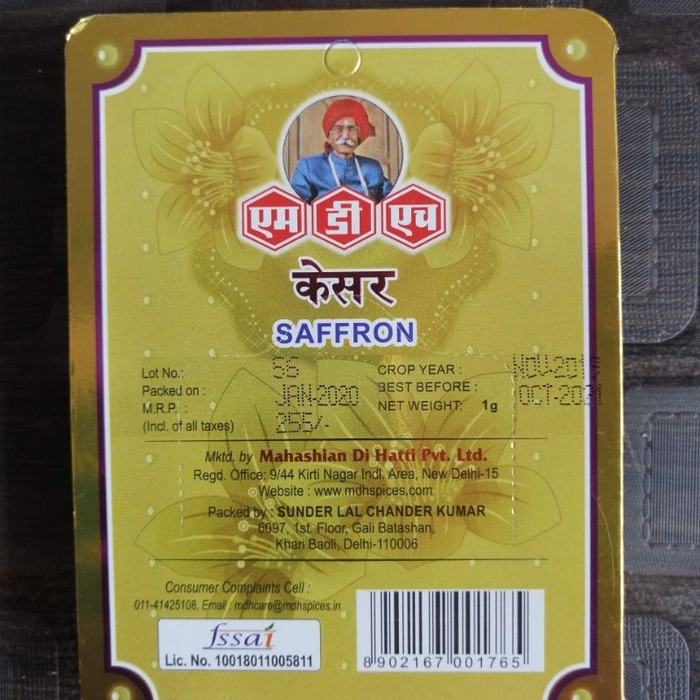 एम डी एच
केसर
SAFFRON
Lot No.: 56 CROP YEAR : NOV-2019
Packed on : JAN-2020 BEST BEFORE : OCT-2021
M.R.P. : 255/- NET WEIGHT: 1g
(Incl. of all taxes)
Mktd. by Mahashian Di Hatti Pvt. Ltd.
Regd. Office: 9/44 Kirti Nagar Indl. Area, New Delhi-15
Website : www.mdhspices.com
Packed by : SUNDER LAL CHANDER KUMAR
6097, 1st. Floor, Gali Batashan,
Khari Baoli, Delhi-110006
Consumer Complaints Cell :
011-41425108, Email : mdhcare@mdhspices.in
fssai
Lic. No. 10018011005811
8 902167 001765